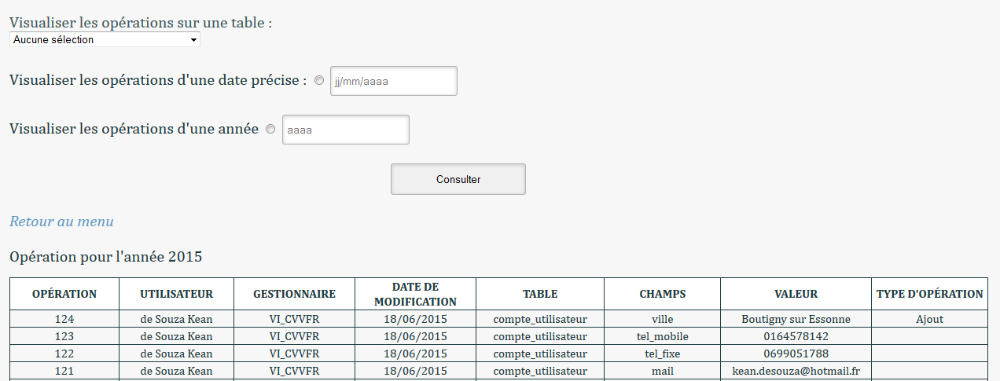 Visualiser les opérations sur une table :
Aucune sélection
Visualiser les opérations d'une date précise : jj/mm/aaaa
Visualiser les opérations d'une année aaaa
Consulter
Retour au menu
Opération pour l'année 2015
OPÉRATION UTILISATEUR GESTIONNAIRE DATE DE MODIFICATION TABLE CHAMPS VALEUR TYPE D'OPÉRATION
124 de Souza Kean VI_CVVFR 18/06/2015 compte_utilisateur ville Boutigny sur Essonne Ajout
123 de Souza Kean VI_CVVFR 18/06/2015 compte_utilisateur tel_mobile 0164578142
122 de Souza Kean VI_CVVFR 18/06/2015 compte_utilisateur tel_fixe 0699051788
121 de Souza Kean VI_CVVFR 18/06/2015 compte_utilisateur mail kean.desouza@hotmail.fr